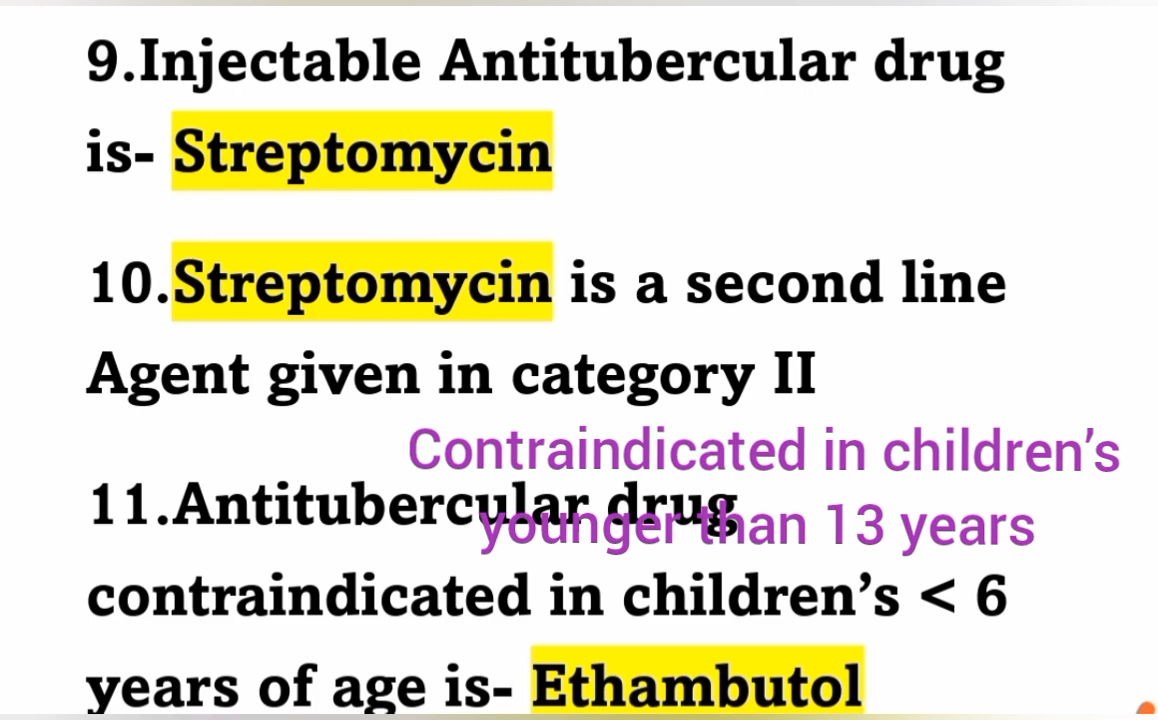 9.Injectable Antitubercular drug
is- Streptomycin
10.Streptomycin is a second line
Agent given in category II
Contraindicated in children’s
younger than 13 years
11.Antitubercular drug
contraindicated in children’s < 6
years of age is- Ethambutol